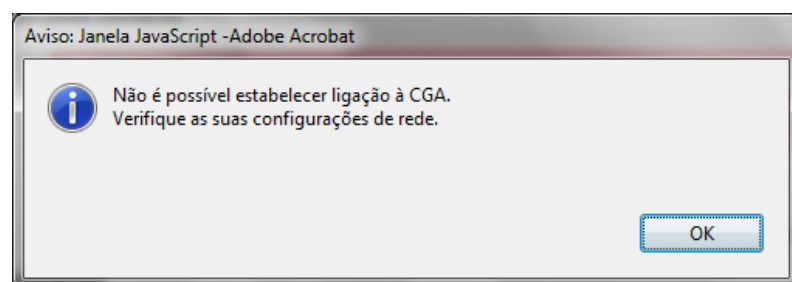 Aviso: Janela JavaScript -Adobe Acrobat
Não é possível estabelecer ligação à CGA.
Verifique as suas configurações de rede.
OK